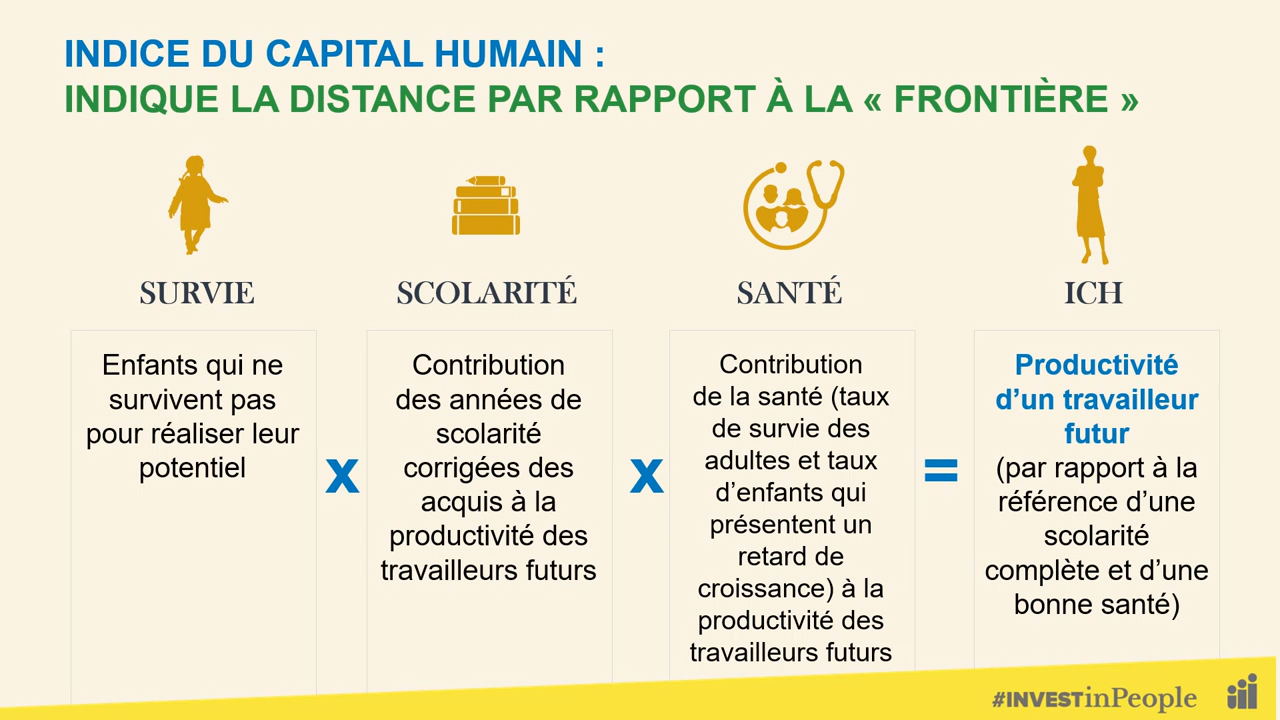 INDICE DU CAPITAL HUMAIN :
INDIQUE LA DISTANCE PAR RAPPORT À LA « FRONTIÈRE »
SURVIE
Enfants qui ne
survivent pas
pour réaliser leur
potentiel
x
SCOLARITÉ
Contribution
des années de
scolarité
corrigées des
acquis à la
productivité des
travailleurs futurs
x
SANTÉ
Contribution
de la santé (taux
de survie des
adultes et taux
d'enfants qui
présentent un
retard de
croissance) à la
productivité des
travailleurs futurs
=
ICH
Productivité
d'un travailleur
futur
(par rapport à la
référence d'une
scolarité
complète et d'une
bonne santé)
#INVESTinPeople